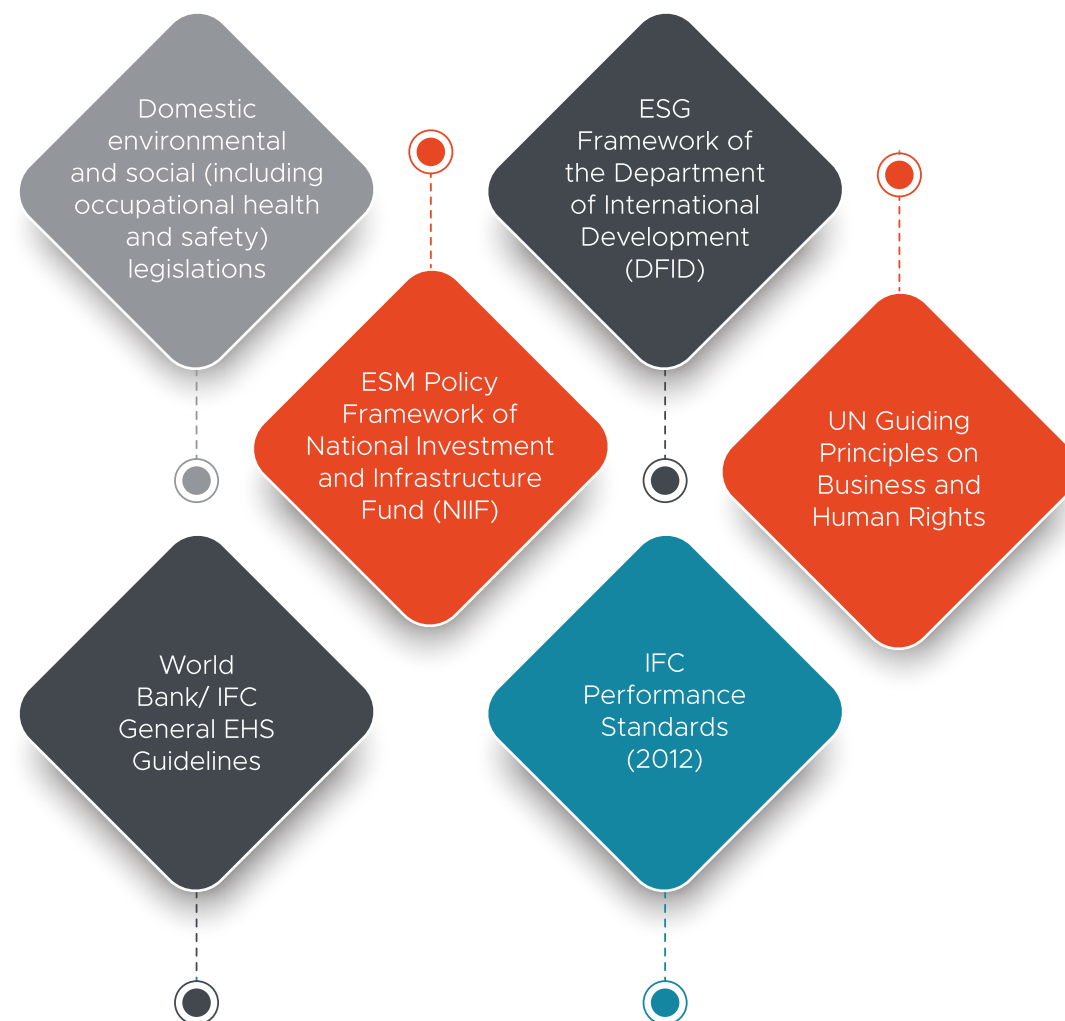 Domestic
environmental
and social (including
occupational health
and safety)
legislations
ESG
Framework of
the Department
of International
Development
(DFID)
ESM Policy
Framework of
National Investment
and Infrastructure
Fund (NIIF)
UN Guiding
Principles on
Business and
Human Rights
World
Bank/ IFC
General EHS
Guidelines
IFC
Performance
Standards
(2012)